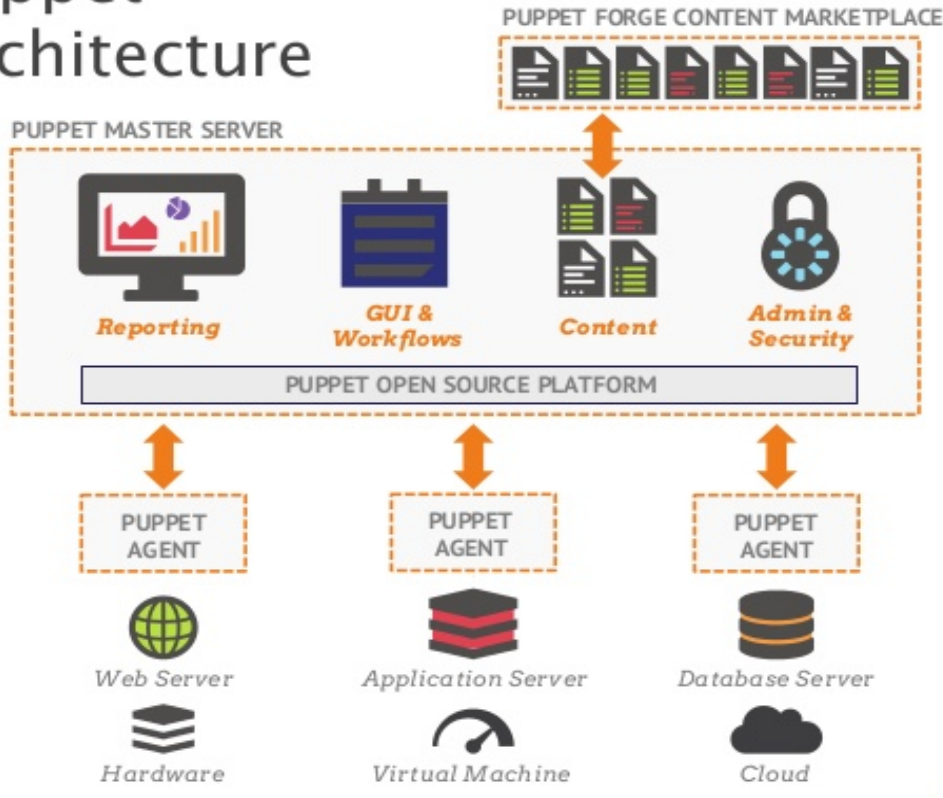 ppet
chitecture
PUPPET FORGE CONTENT MARKETPLACE
PUPPET MASTER SERVER
Reporting
GUI &
Workflows
Content
Admin &
Security
PUPPET OPEN SOURCE PLATFORM
PUPPET
AGENT
PUPPET
AGENT
PUPPET
AGENT
Web Server
Application Server
Database Server
Hardware
Virtual Machine
Cloud